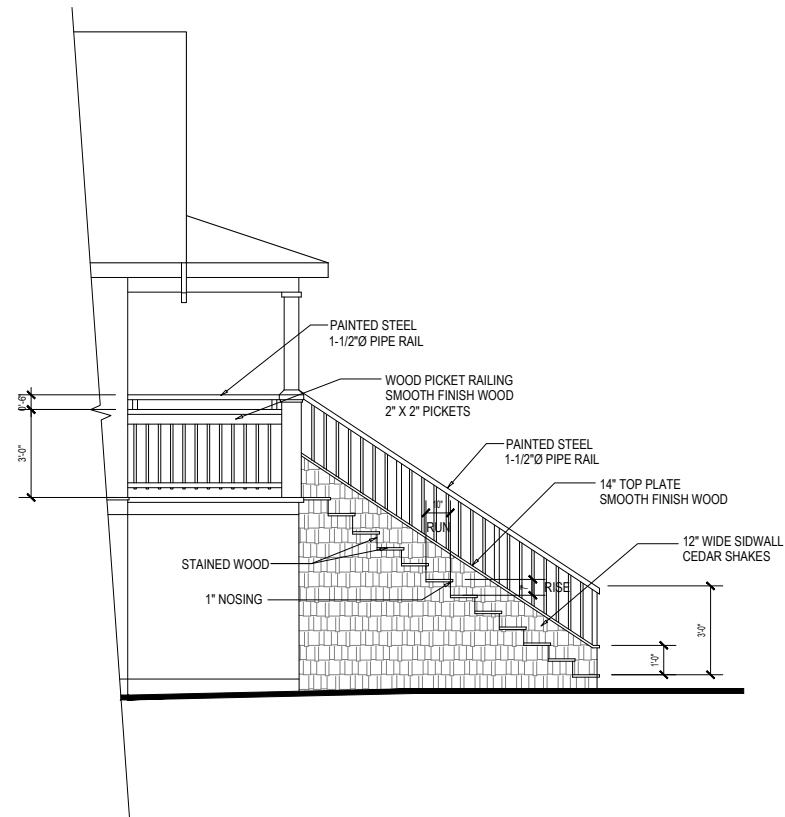 PAINTED STEEL
1-1/2"Ø PIPE RAIL
WOOD PICKET RAILING
SMOOTH FINISH WOOD
2" X 2" PICKETS
0'-6"
3'-0"
PAINTED STEEL
1-1/2"Ø PIPE RAIL
14" TOP PLATE
SMOOTH FINISH WOOD
10"
RUN
12" WIDE SIDWALL
CEDAR SHAKES
STAINED WOOD
RISE
1" NOSING
3'-0"
1'-0"